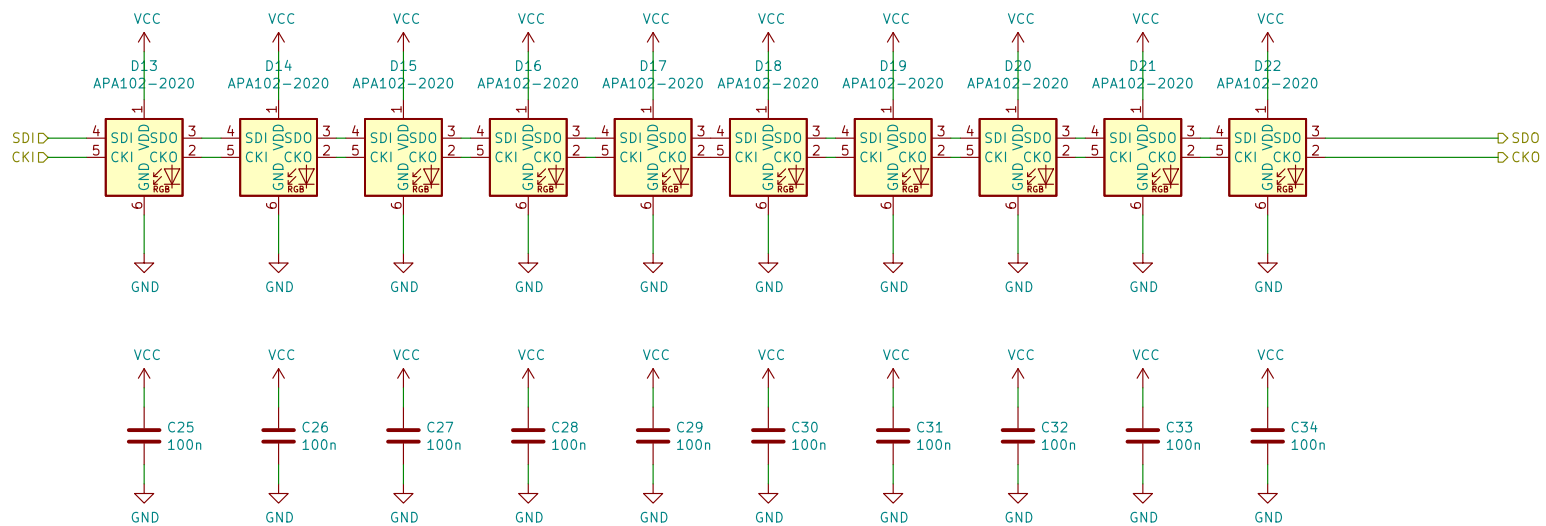 VCC VCC VCC VCC VCC VCC VCC VCC VCC VCC
D13 D14 D15 D16 D17 D18 D19 D20 D21 D22
APA102-2020 APA102-2020 APA102-2020 APA102-2020 APA102-2020 APA102-2020 APA102-2020 APA102-2020 APA102-2020 APA102-2020
1 1 1 1 1 1 1 1 1 1
SDI 4 SDI VDD SDO 3 4 SDI VDD SDO 3 4 SDI VDD SDO 3 4 SDI VDD SDO 3 4 SDI VDD SDO 3 4 SDI VDD SDO 3 4 SDI VDD SDO 3 4 SDI VDD SDO 3 4 SDI VDD SDO 3 4 SDI VDD SDO 3 SDO
CKI 5 CKI CKO 2 5 CKI CKO 2 5 CKI CKO 2 5 CKI CKO 2 5 CKI CKO 2 5 CKI CKO 2 5 CKI CKO 2 5 CKI CKO 2 5 CKI CKO 2 5 CKI CKO 2 CKO
GND RGB GND RGB GND RGB GND RGB GND RGB GND RGB GND RGB GND RGB GND RGB GND RGB
6 6 6 6 6 6 6 6 6 6
GND GND GND GND GND GND GND GND GND GND
VCC VCC VCC VCC VCC VCC VCC VCC VCC VCC
C25 C26 C27 C28 C29 C30 C31 C32 C33 C34
100n 100n 100n 100n 100n 100n 100n 100n 100n 100n
GND GND GND GND GND GND GND GND GND GND